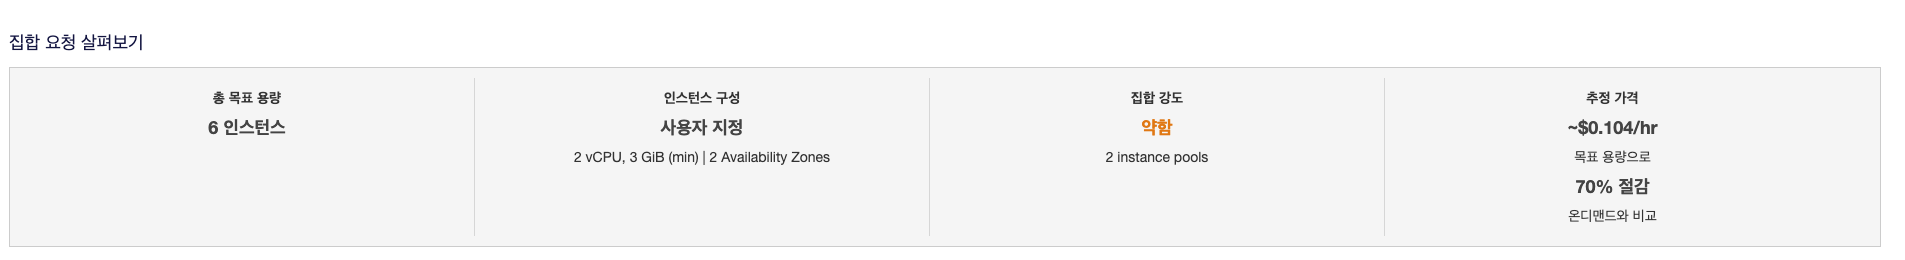 집합 요청 살펴보기
총 목표 용량
6 인스턴스
인스턴스 구성
사용자 지정
2 vCPU, 3 GiB (min) | 2 Availability Zones
집합 강도
약함
2 instance pools
추정 가격
~$0.104/hr
목표 용량으로
70% 절감
온디맨드와 비교